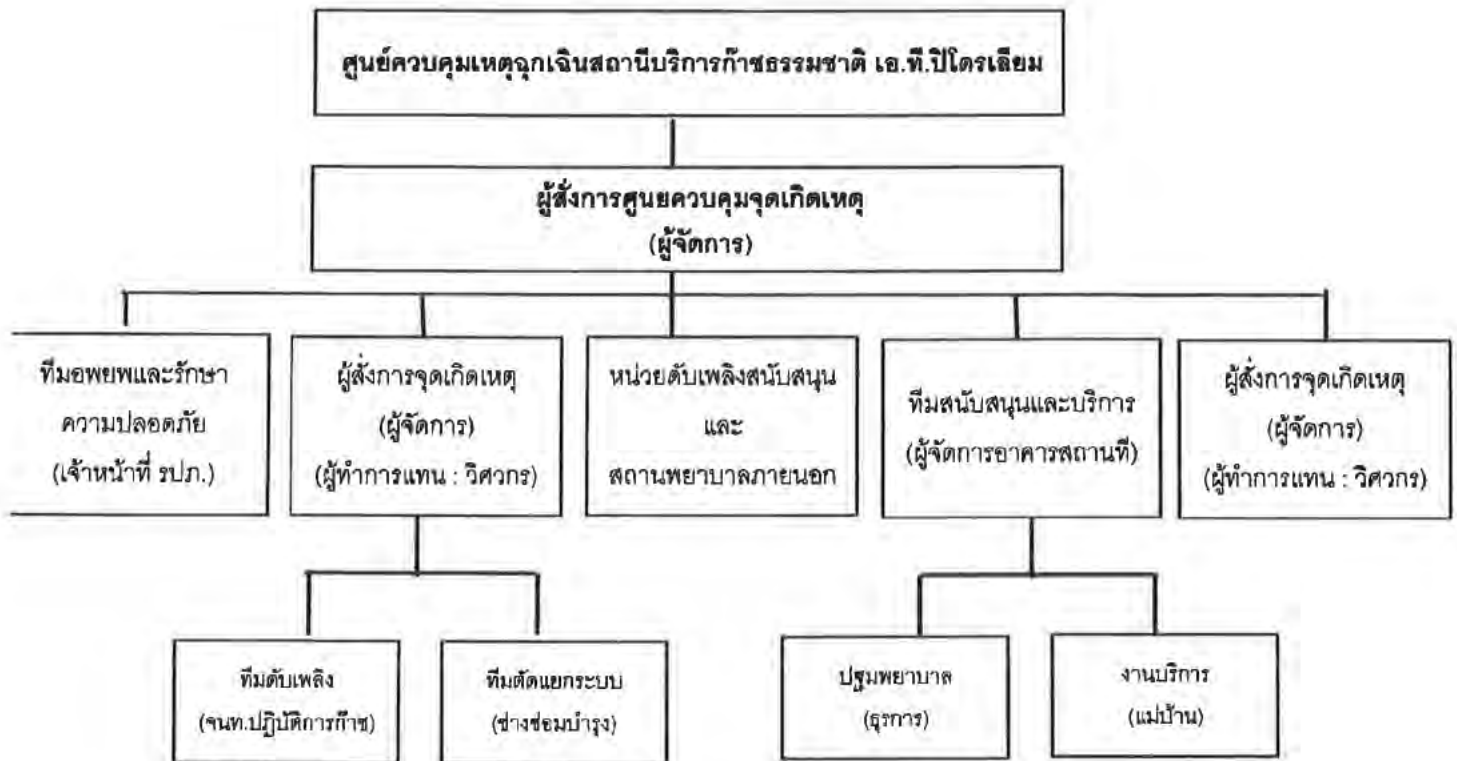 ศูนย์ควบคุมเหตุฉุกเฉินสถานีบริการก๊าซธรรมชาติ เอ.ที.ปิโตรเลียม
ผู้สั่งการศูนยควบคุมจุดเกิดเหตุ
(ผู้จัดการ)
ทีมอพยพและรักษา
ความปลอดภัย
(เจ้าหน้าที่ รปภ.)
ผู้สั่งการจุดเกิดเหตุ
(ผู้จัดการ)
(ผู้ทำการแทน : วิศวกร)
หน่วยดับเพลิงสนับสนุน
และ
สถานพยาบาลภายนอก
ทีมสนับสนุนและบริการ
(ผู้จัดการอาคารสถานที่)
ผู้สั่งการจุดเกิดเหตุ
(ผู้จัดการ)
(ผู้ทำการแทน : วิศวกร)
ทีมดับเพลิง
(จนท.ปฏิบัติการก๊าซ)
ทีมตัดแยกระบบ
(ช่างซ่อมบำรุง)
ปฐมพยาบาล
(ธุรการ)
งานบริการ
(แม่บ้าน)